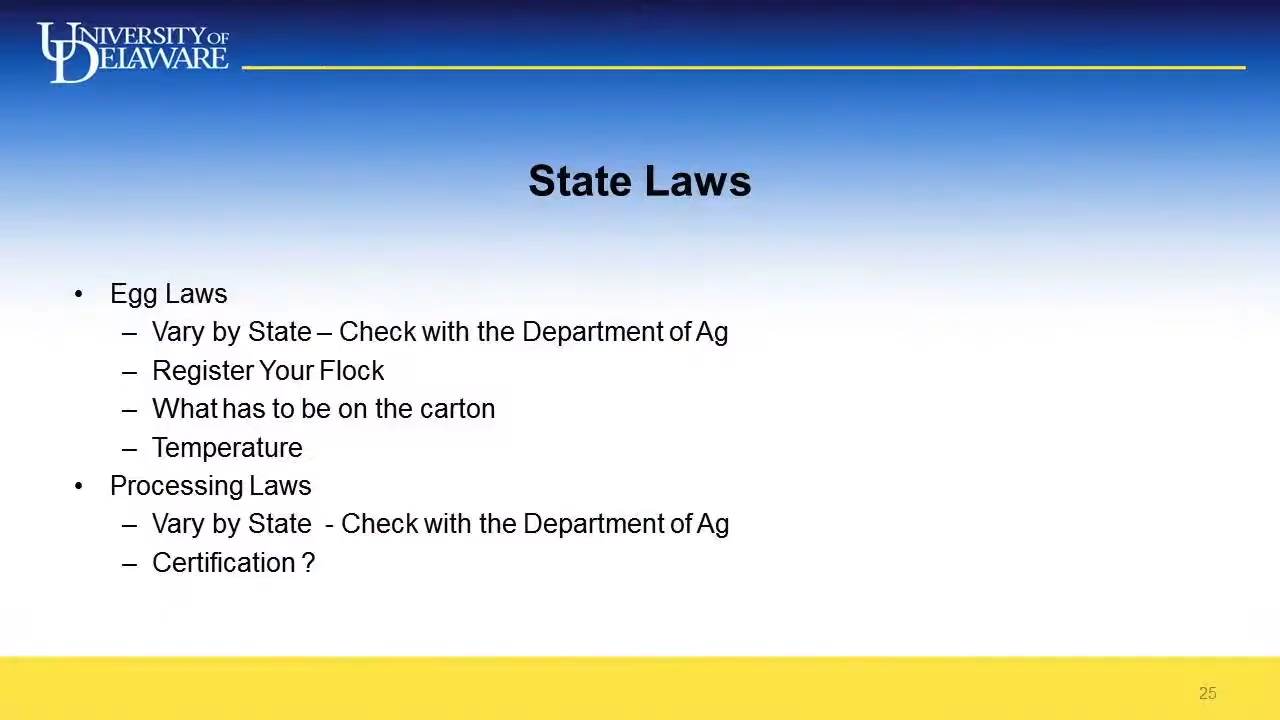 UNIVERSITY OF
DELAWARE
State Laws
• Egg Laws
– Vary by State – Check with the Department of Ag
– Register Your Flock
– What has to be on the carton
– Temperature
• Processing Laws
– Vary by State - Check with the Department of Ag
– Certification ?
25